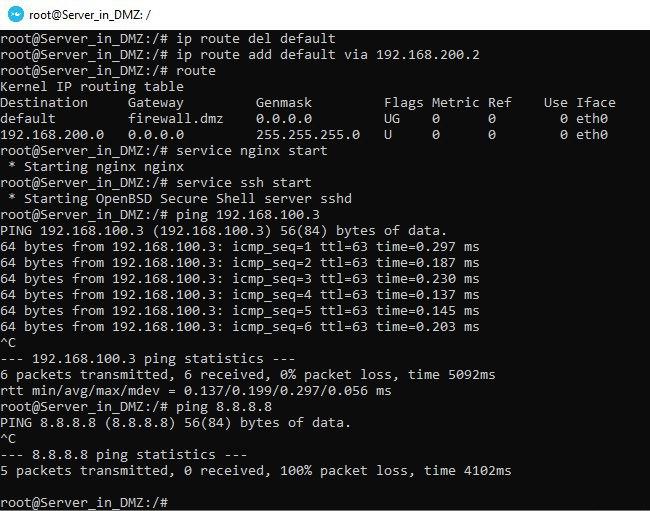 root@Server_in_DMZ: /
root@Server_in_DMZ:/# ip route del default
root@Server_in_DMZ:/# ip route add default via 192.168.200.2
root@Server_in_DMZ:/# route
Kernel IP routing table
Destination     Gateway         Genmask         Flags Metric Ref    Use Iface
default         firewall.dmz    0.0.0.0         UG    0      0        0 eth0
192.168.200.0   0.0.0.0         255.255.255.0   U     0      0        0 eth0
root@Server_in_DMZ:/# service nginx start
 * Starting nginx nginx
root@Server_in_DMZ:/# service ssh start
 * Starting OpenBSD Secure Shell server sshd
root@Server_in_DMZ:/# ping 192.168.100.3
PING 192.168.100.3 (192.168.100.3) 56(84) bytes of data.
64 bytes from 192.168.100.3: icmp_seq=1 ttl=63 time=0.297 ms
64 bytes from 192.168.100.3: icmp_seq=2 ttl=63 time=0.187 ms
64 bytes from 192.168.100.3: icmp_seq=3 ttl=63 time=0.230 ms
64 bytes from 192.168.100.3: icmp_seq=4 ttl=63 time=0.137 ms
64 bytes from 192.168.100.3: icmp_seq=5 ttl=63 time=0.145 ms
64 bytes from 192.168.100.3: icmp_seq=6 ttl=63 time=0.203 ms
^C
--- 192.168.100.3 ping statistics ---
6 packets transmitted, 6 received, 0% packet loss, time 5092ms
rtt min/avg/max/mdev = 0.137/0.199/0.297/0.056 ms
root@Server_in_DMZ:/# ping 8.8.8.8
PING 8.8.8.8 (8.8.8.8) 56(84) bytes of data.
^C
--- 8.8.8.8 ping statistics ---
5 packets transmitted, 0 received, 100% packet loss, time 4102ms
root@Server_in_DMZ:/#